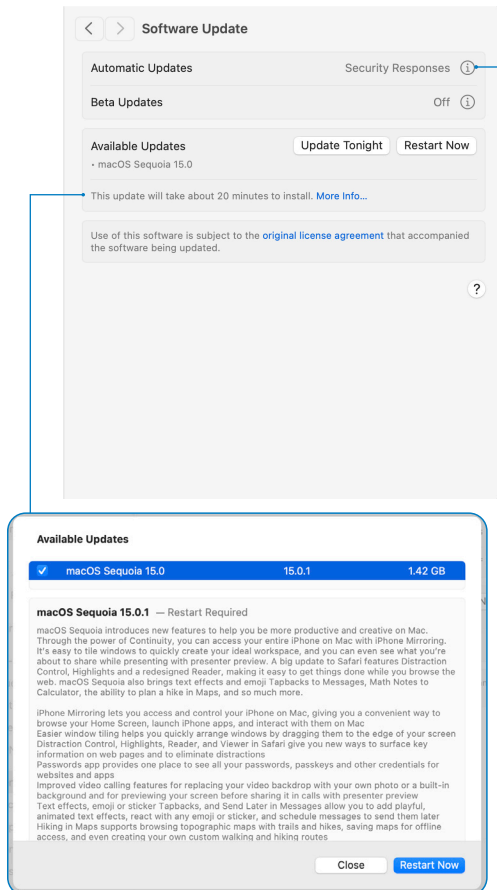 Software Update
Automatic Updates
Security Responses
Beta Updates
Off
Available Updates
Update Tonight
Restart Now
• macOS Sequoia 15.0
This update will take about 20 minutes to install. More Info...
Use of this software is subject to the original license agreement that accompanied
the software being updated.
?
Available Updates
macOS Sequoia 15.0 15.0.1 1.42 GB
macOS Sequoia 15.0.1 — Restart Required
macOS Sequoia introduces new features to help you be more productive and creative on Mac.
Through the power of Continuity, you can access your entire iPhone on Mac with iPhone Mirroring.
It's easy to tile windows to quickly create your ideal workspace, and you can even see what you're
about to share while presenting with presenter preview. A big update to Safari features Distraction
Control, Highlights and a redesigned Reader, making it easy to get things done while you browse the
web. macOS Sequoia also brings text effects and emoji Tapbacks to Messages, Math Notes to
Calculator, the ability to plan a hike in Maps, and so much more.
iPhone Mirroring lets you access and control your iPhone on Mac, giving you a convenient way to
browse your Home Screen, launch iPhone apps, and interact with them on Mac
Easier window tiling helps you quickly arrange windows by dragging them to the edge of your screen
Distraction Control, Highlights, Reader, and Viewer in Safari give you new ways to surface key
information on web pages and to eliminate distractions
Passwords app provides one place to see all your passwords, passkeys and other credentials for
websites and apps
Improved video calling features for replacing your video backdrop with your own photo or a built-in
background and for previewing your screen before sharing it in calls with presenter preview
Text effects, emoji or sticker Tapbacks, and Send Later in Messages allow you to add playful,
animated text effects, react with any emoji or sticker, and schedule messages to send them later
Hiking in Maps supports browsing topographic maps with trails and hikes, saving maps for offline
access, and even creating your own custom walking and hiking routes
Close
Restart Now